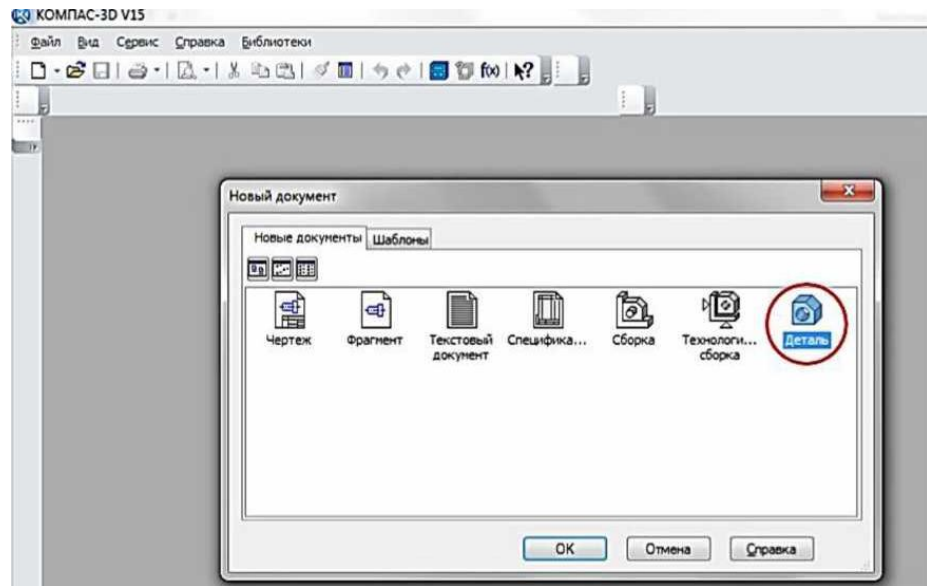 КОМПАС-3D V15
Файл Вид Сервис Справка Библиотеки
f(x) ?
Новый документ
Новые документы Шаблоны
Чертеж Фрагмент Текстовый документ Специфика... Сборка Технологи... сборка Деталь
ОК Отмена Справка